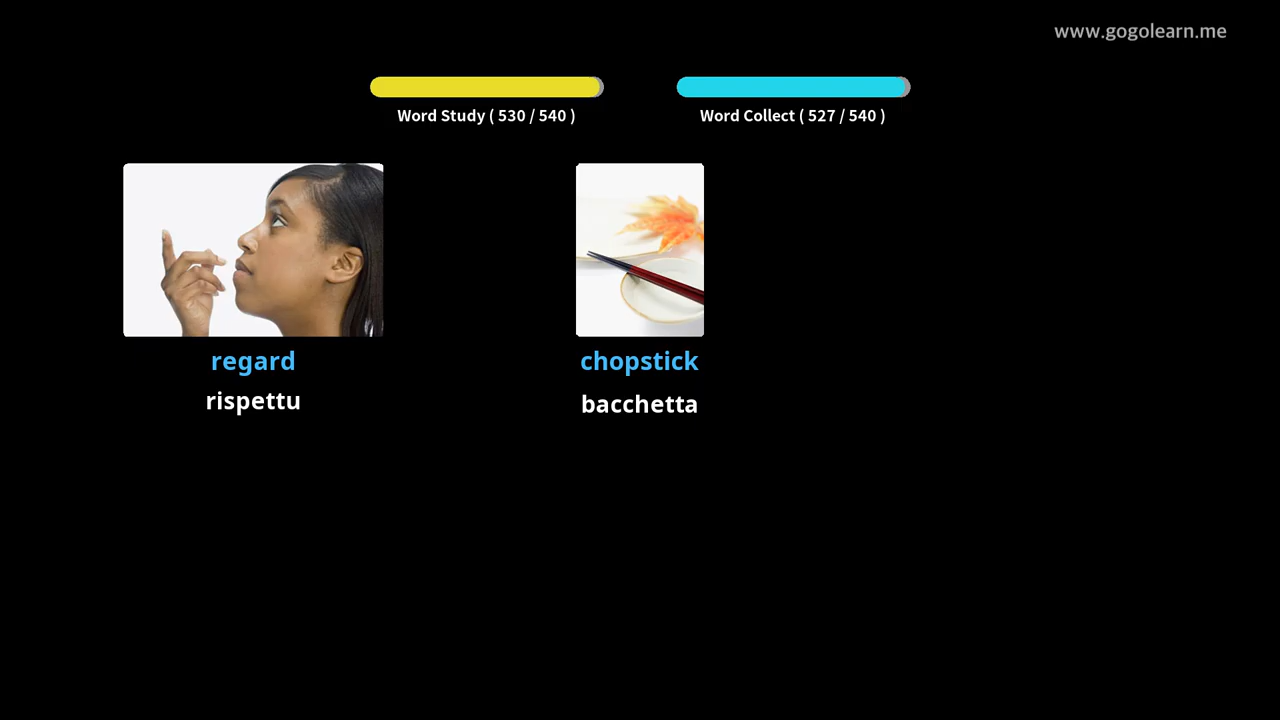 www.gogolearn.me
Word Study ( 530 / 540 )
Word Collect ( 527 / 540 )
regard
rispettu
chopstick
bacchetta